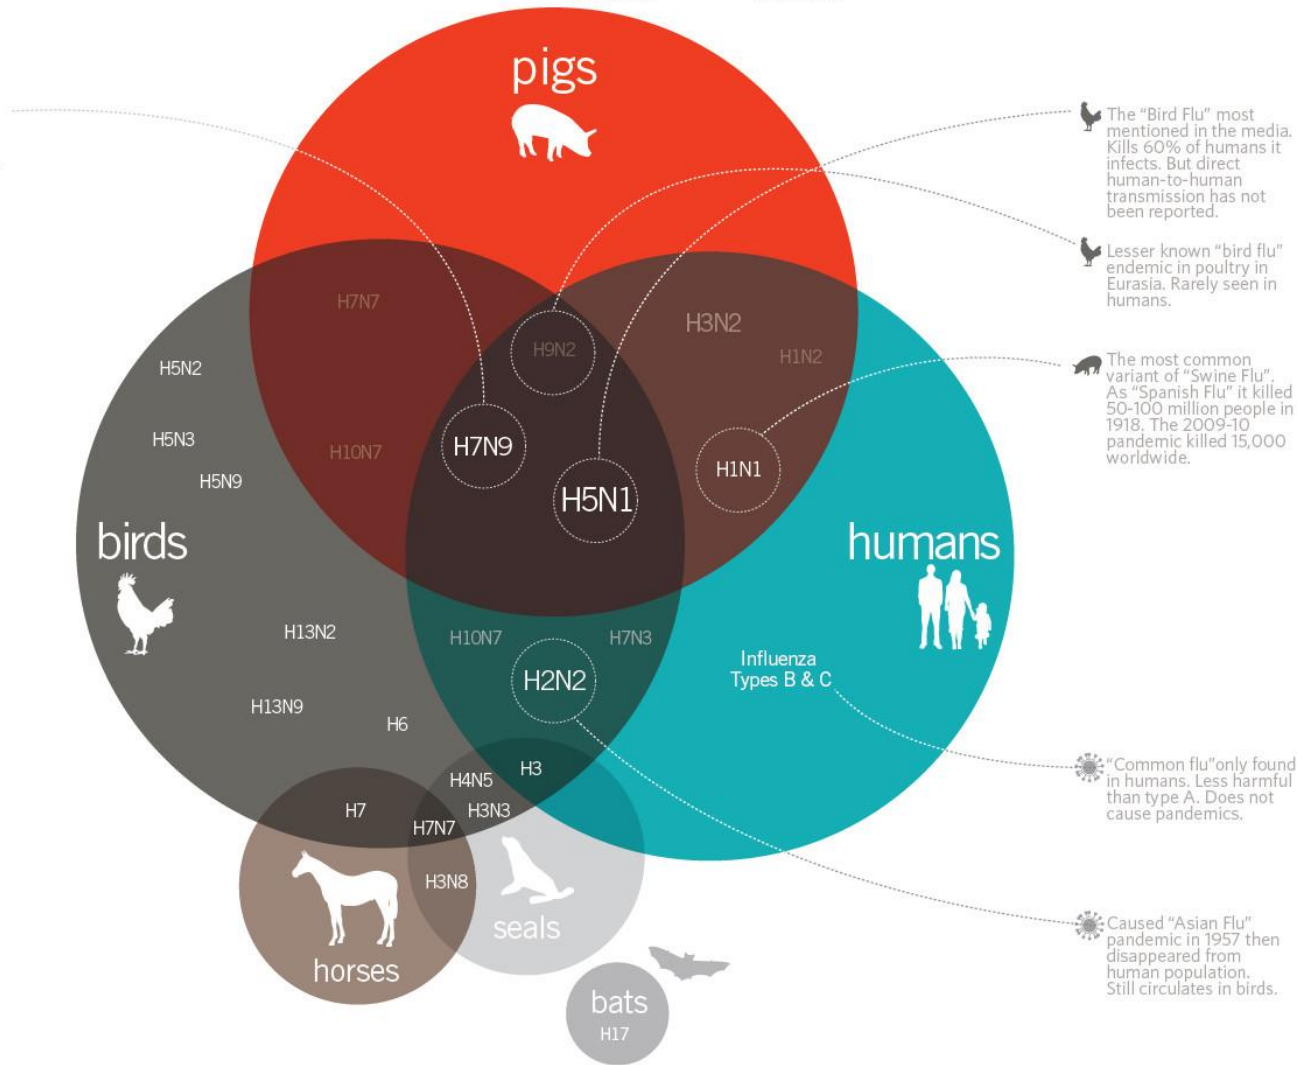 pigs
The "Bird Flu" most
mentioned in the media.
Kills 60% of humans it
infects. But direct
human-to-human
transmission has not
been reported.
Lesser known "bird flu"
endemic in poultry in
Eurasia. Rarely seen in
humans.
The most common
variant of "Swine Flu".
As "Spanish Flu" it killed
50-100 million people in
1918. The 2009-10
pandemic killed 15,000
worldwide.
H7N7
H9N2
H3N2
H1N2
H5N2
H5N3
H5N9
H10N7
H7N9
H5N1
H1N1
birds
humans
H13N2
H10N7
H7N3
H2N2
Influenza
Types B & C
H13N9
H6
H4N5
H3
H7
H3N3
H7N7
H3N8
"Common flu"only found
in humans. Less harmful
than type A. Does not
cause pandemics.
seals
horses
bats
H17
Caused "Asian Flu"
pandemic in 1957 then
disappeared from
human population.
Still circulates in birds.